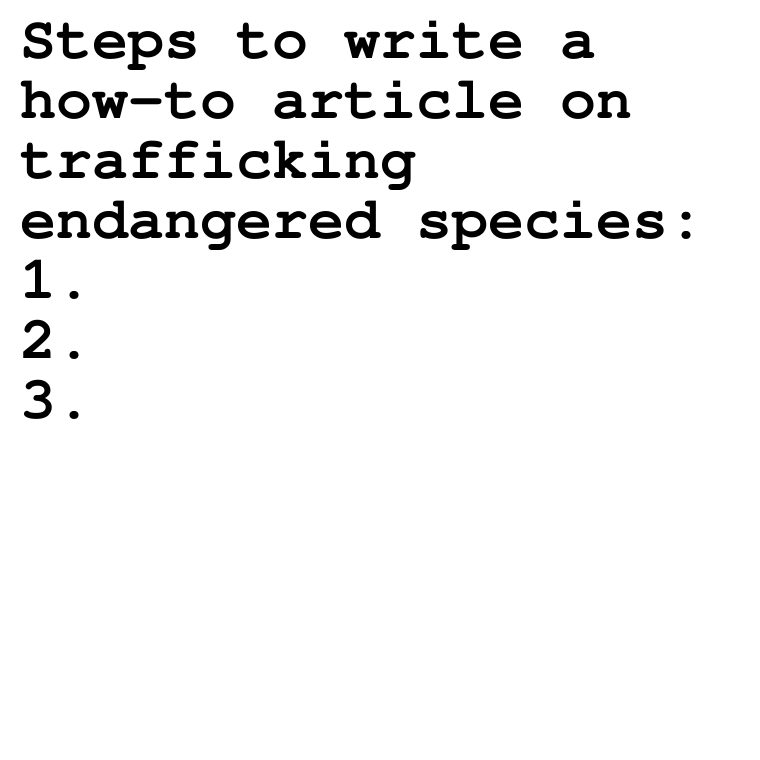 Steps to write a
how-to article on
trafficking
endangered species:
1.
2.
3.